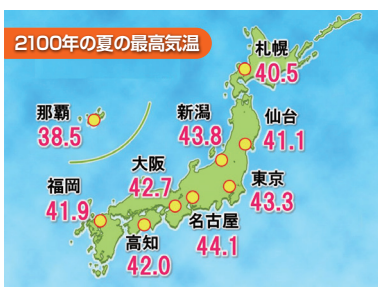 2100年の夏の最高気温
札幌
40.5
那覇
38.5
新潟
43.8
仙台
41.1
大阪
42.7
福岡
41.9
東京
43.3
名古屋
44.1
高知
42.0